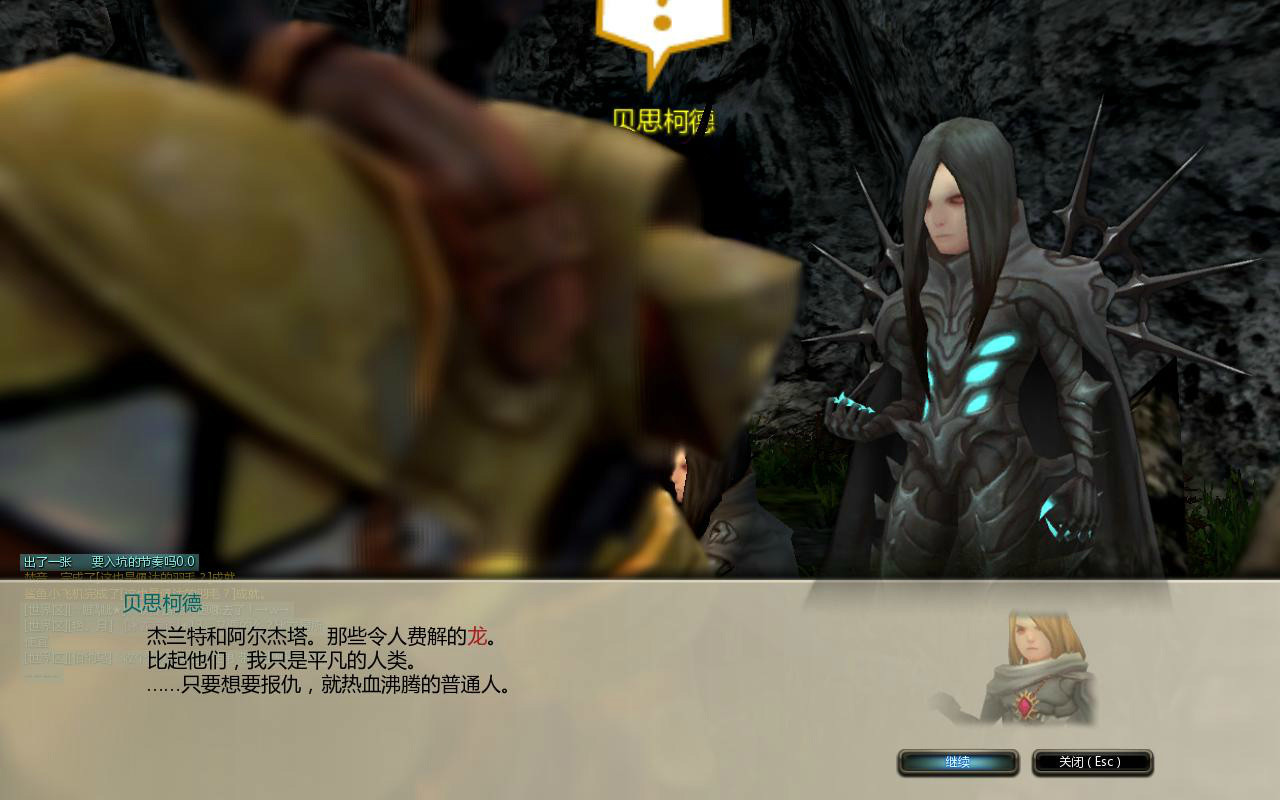 贝思柯德
出了一张 要入坑的节奏吗0.0
贝思柯德
杰兰特和阿尔杰塔。那些令人费解的龙。
比起他们，我只是平凡的人类。
……只要想要报仇，就热血沸腾的普通人。
继续
关闭（Esc）